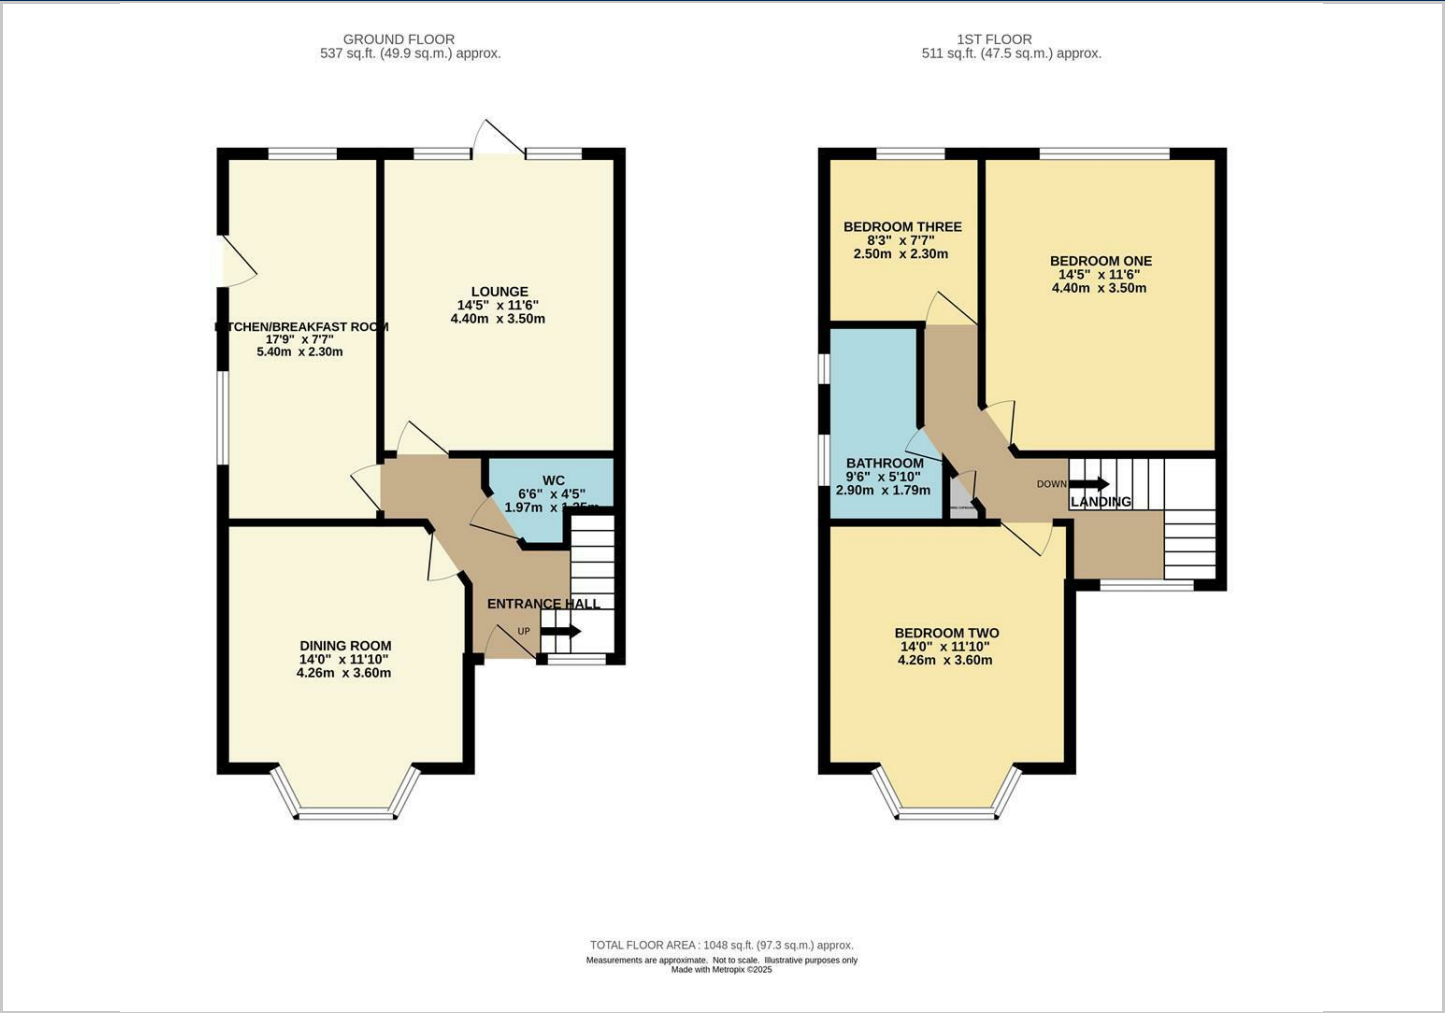 GROUND FLOOR
537 sq.ft. (49.9 sq.m.) approx.
1ST FLOOR
511 sq.ft. (47.5 sq.m.) approx.
KITCHEN/BREAKFAST ROOM
17'9" x 7'7"
5.40m x 2.30m
LOUNGE
14'5" x 11'6"
4.40m x 3.50m
WC
6'6" x 4'5"
1.97m x
ENTRANCE HALL
UP
DINING ROOM
14'0" x 11'10"
4.26m x 3.60m
BEDROOM THREE
8'3" x 7'7"
2.50m x 2.30m
BEDROOM ONE
14'5" x 11'6"
4.40m x 3.50m
BATHROOM
9'6" x 5'10"
2.90m x 1.79m
DOWN
LANDING
BEDROOM TWO
14'0" x 11'10"
4.26m x 3.60m
TOTAL FLOOR AREA : 1048 sq.ft. (97.3 sq.m.) approx.
Measurements are approximate. Not to scale. Illustrative purposes only
Made with Metropix ©2025